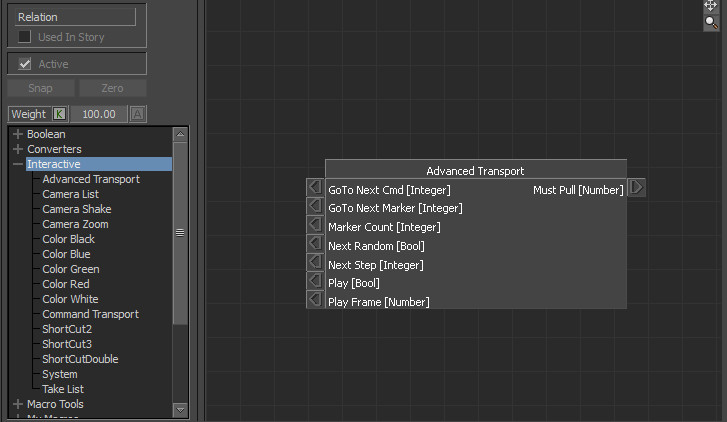 Relation
Used In Story
Active
Snap Zero
Weight K 100.00 A
Boolean
Converters
Interactive
Advanced Transport
Camera List
Camera Shake
Camera Zoom
Color Black
Color Blue
Color Green
Color Red
Color White
Command Transport
ShortCut2
ShortCut3
ShortCutDouble
System
Take List
Macro Tools
My Macros
Advanced Transport
GoTo Next Cmd [Integer] Must Pull [Number]
GoTo Next Marker [Integer]
Marker Count [Integer]
Next Random [Bool]
Next Step [Integer]
Play [Bool]
Play Frame [Number]